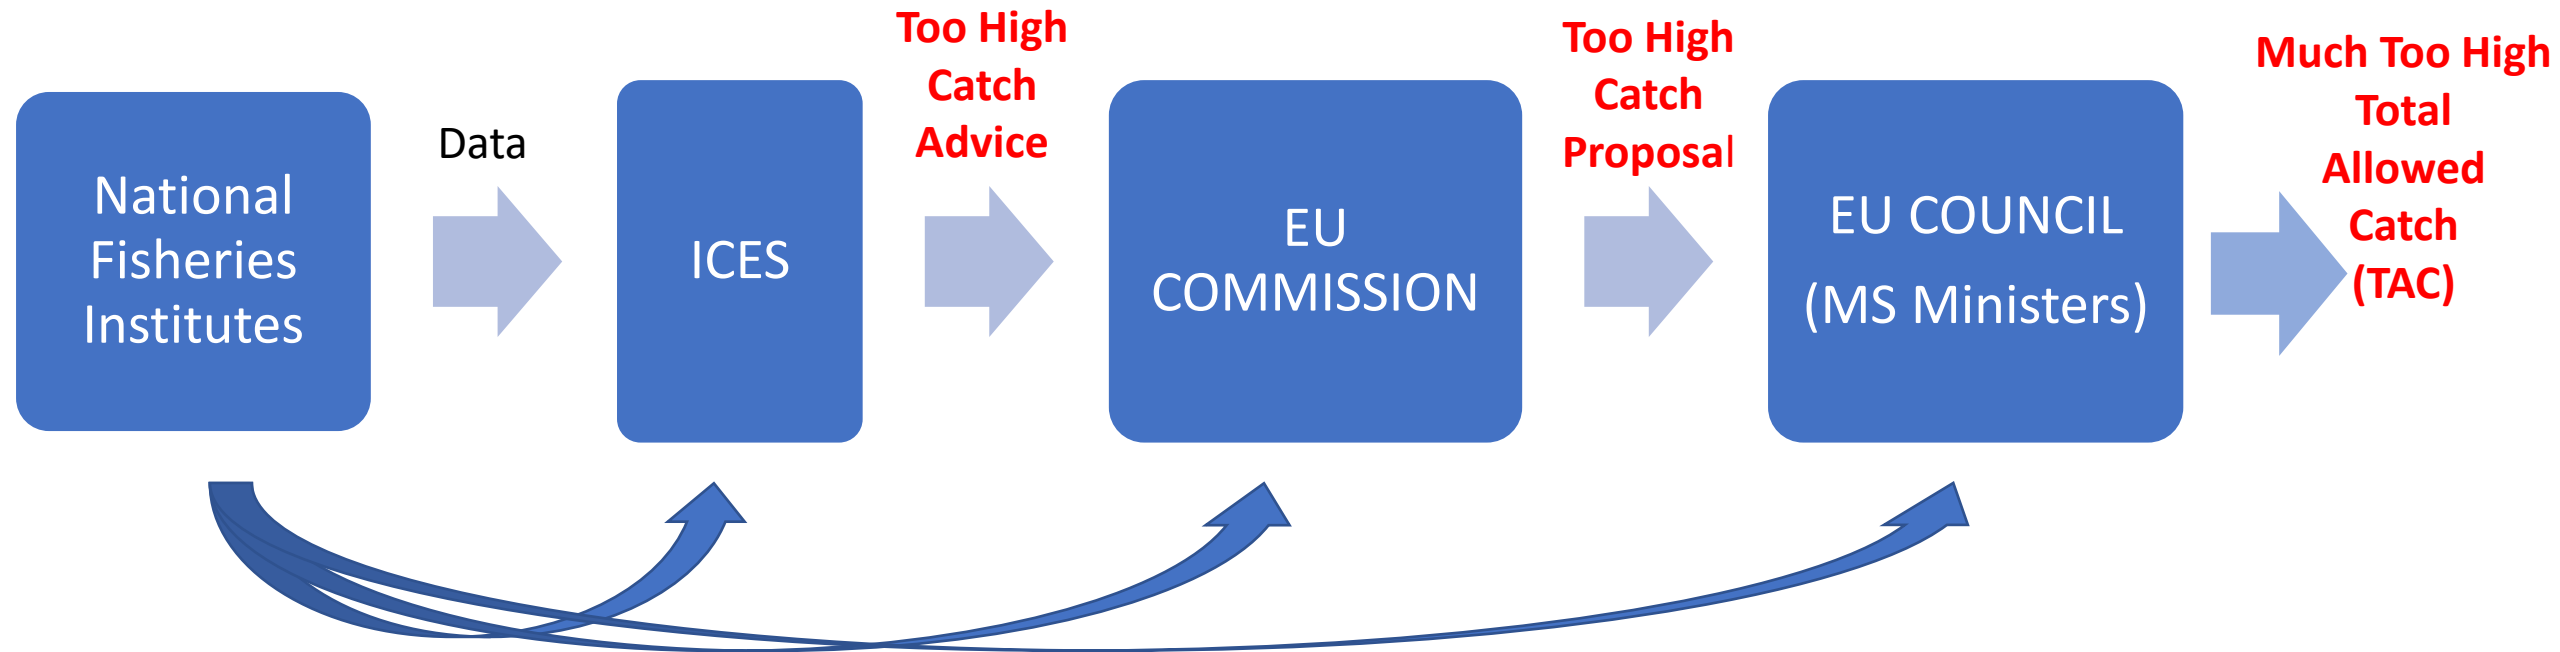 National
Fisheries
Institutes
Data
ICES
Too High
Catch
Advice
EU
COMMISSION
Too High
Catch
Proposal
EU COUNCIL
(MS Ministers)
Much Too High
Total
Allowed
Catch
(TAC)